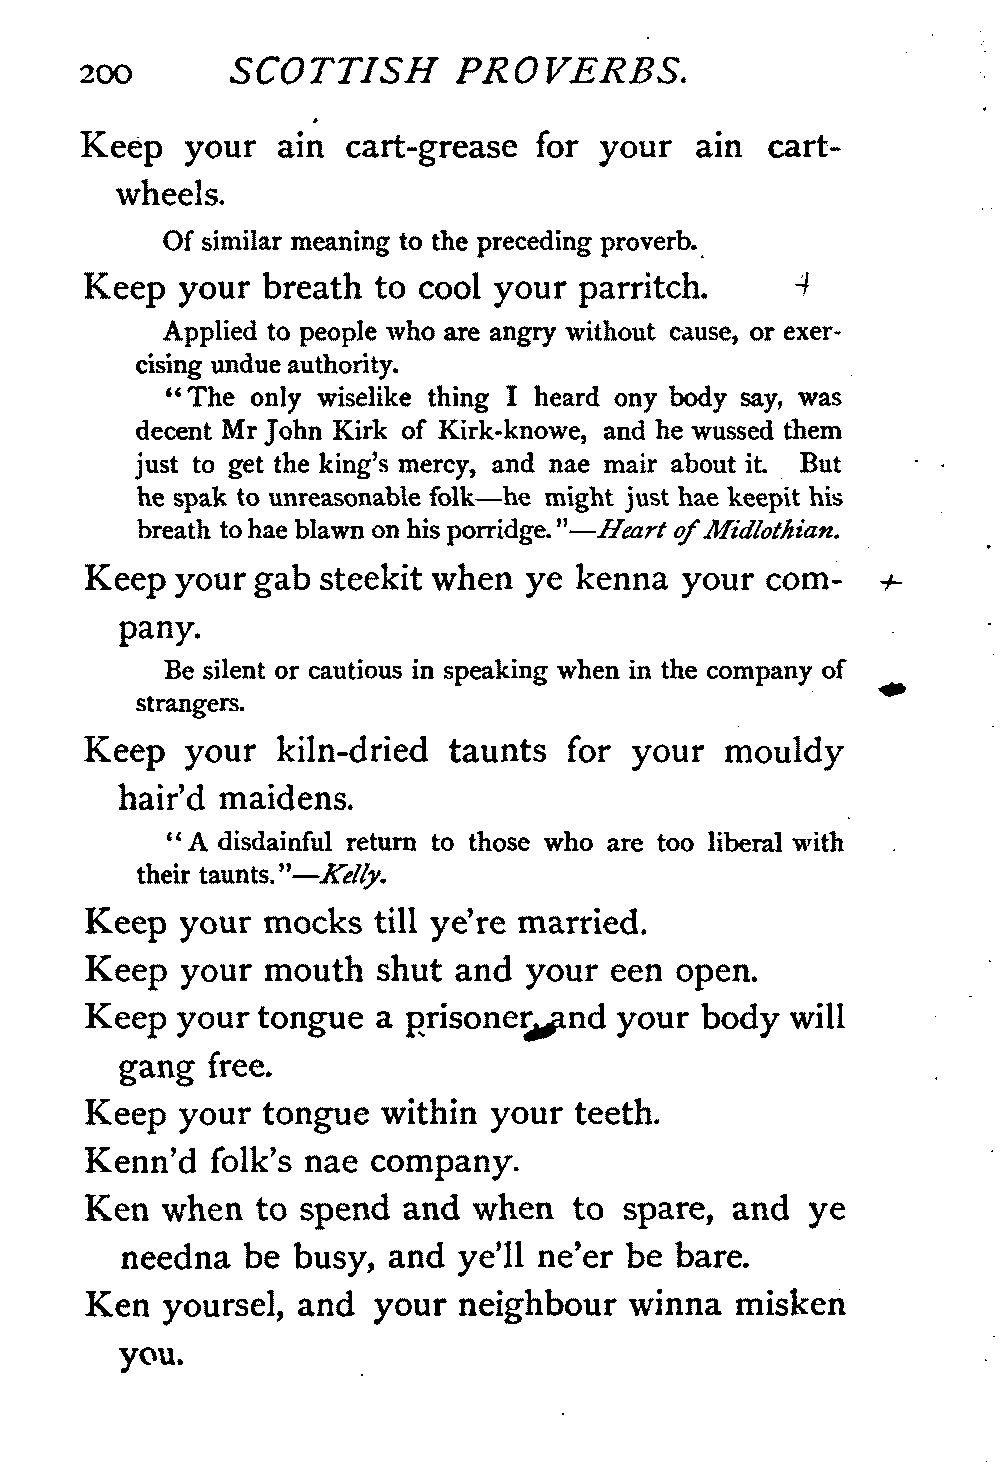 200 SCOTTISH PROVERBS.
Keep your ain cart-grease for your ain cart-
wheels.
Of similar meaning to the preceding proverb.
Keep your breath to cool your parritch.
Applied to people who are angry without cause, or exer-
cising undue authority.
“The only wiselike thing I heard ony body say, was
decent Mr John Kirk of Kirk-knowe, and he wussed them
just to get the king’s mercy, and nae mair about it. But
he spak to unreasonable folk—he might just hae keepit his
breath to hae blawn on his porridge.”—Heart of Midlothian.
Keep your gab steekit when ye kenna your com-
pany.
Be silent or cautious in speaking when in the company of
strangers.
Keep your kiln-dried taunts for your mouldy
hair’d maidens.
“A disdainful return to those who are too liberal with
their taunts.”—Kelly.
Keep your mocks till ye’re married.
Keep your mouth shut and your een open.
Keep your tongue a prisoner, and your body will
gang free.
Keep your tongue within your teeth.
Kenn’d folk’s nae company.
Ken when to spend and when to spare, and ye
needna be busy, and ye’ll ne’er be bare.
Ken yoursel, and your neighbour winna misken
you.